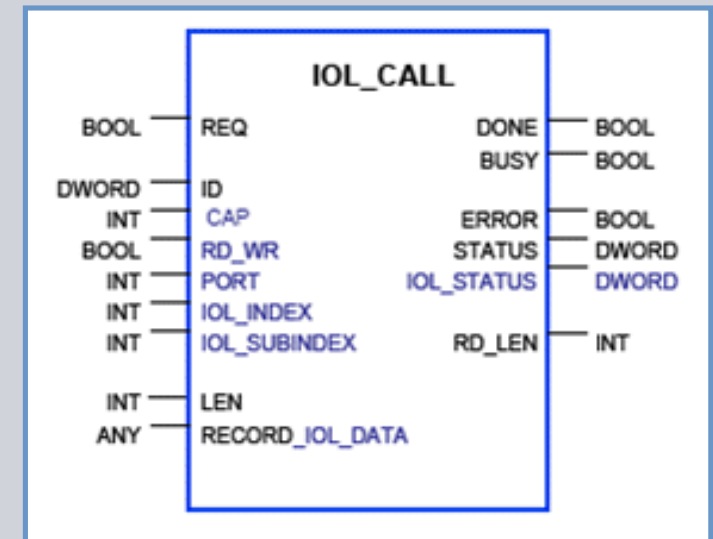 IOL_CALL
BOOL REQ DONE BOOL
BUSY BOOL
DWORD ID
INT CAP ERROR BOOL
BOOL RD_WR STATUS DWORD
INT PORT IOL_STATUS DWORD
INT IOL_INDEX
INT IOL_SUBINDEX RD_LEN INT
INT LEN
ANY RECORD_IOL_DATA